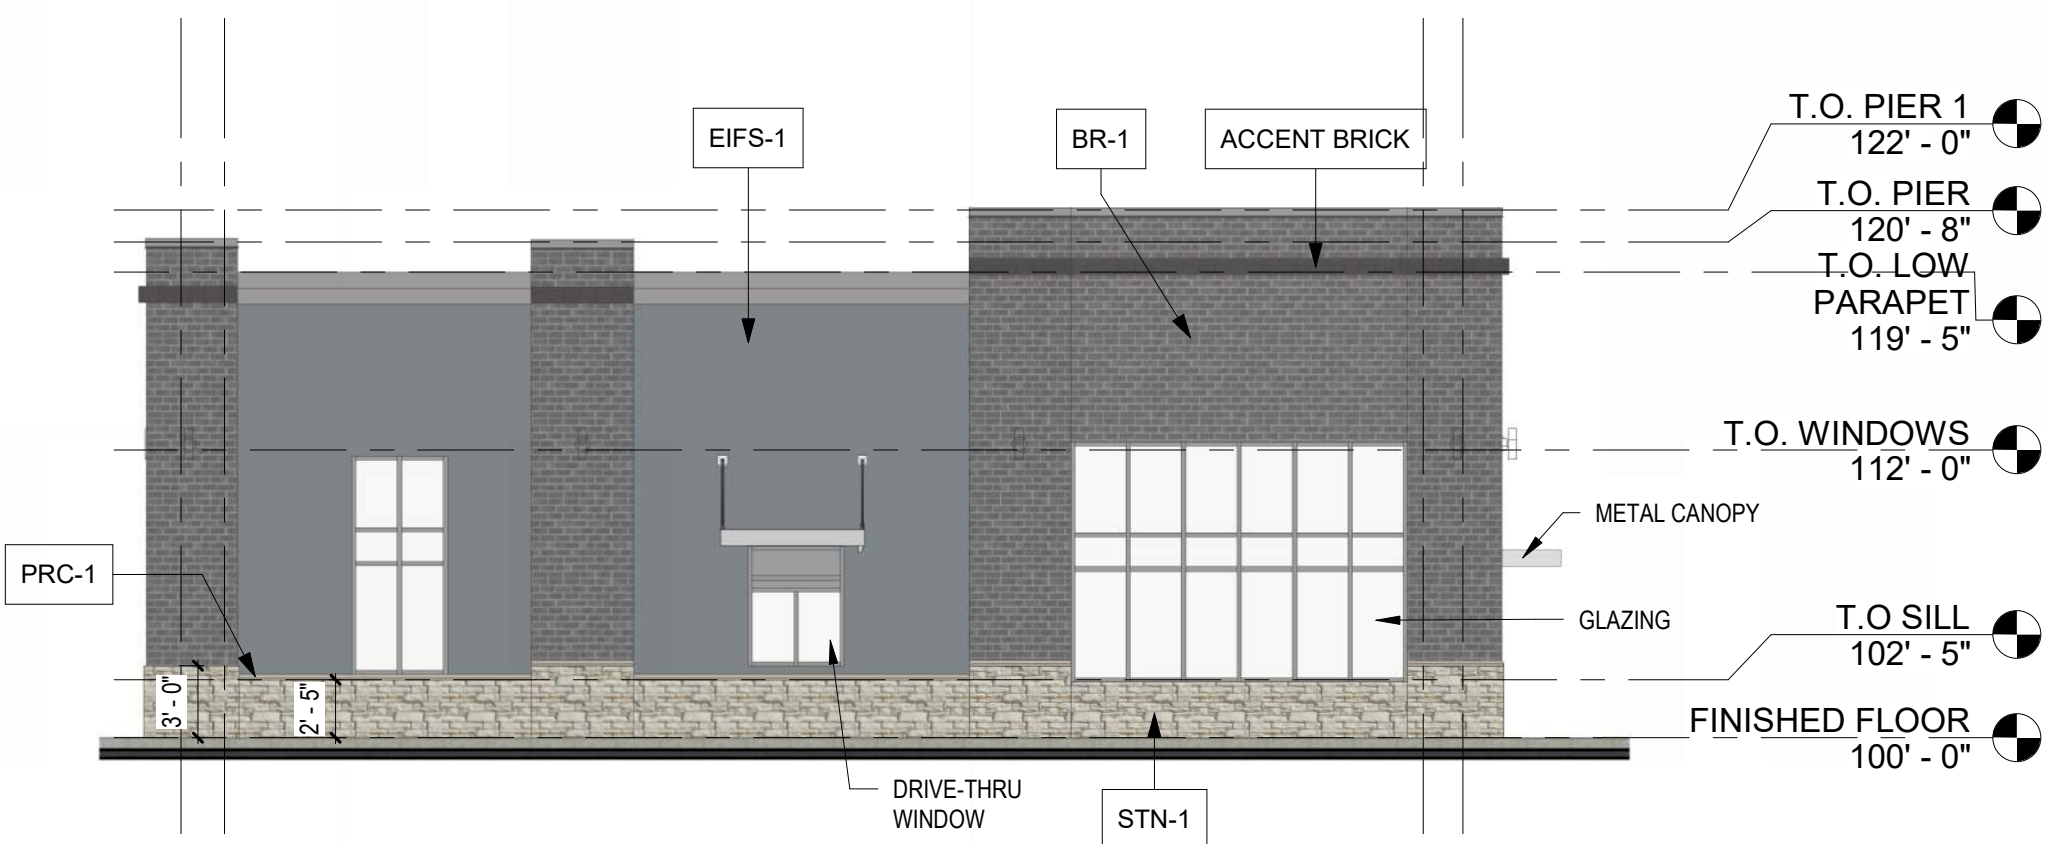 T.O. PIER 1
122' - 0"
EIFS-1
BR-1
ACCENT BRICK
T.O. PIER
120' - 8"
T.O. LOW
PARAPET
119' - 5"
T.O. WINDOWS
112' - 0"
METAL CANOPY
PRC-1
GLAZING
T.O SILL
102' - 5"
3' - 0"
2' - 5"
FINISHED FLOOR
100' - 0"
DRIVE-THRU
WINDOW
STN-1